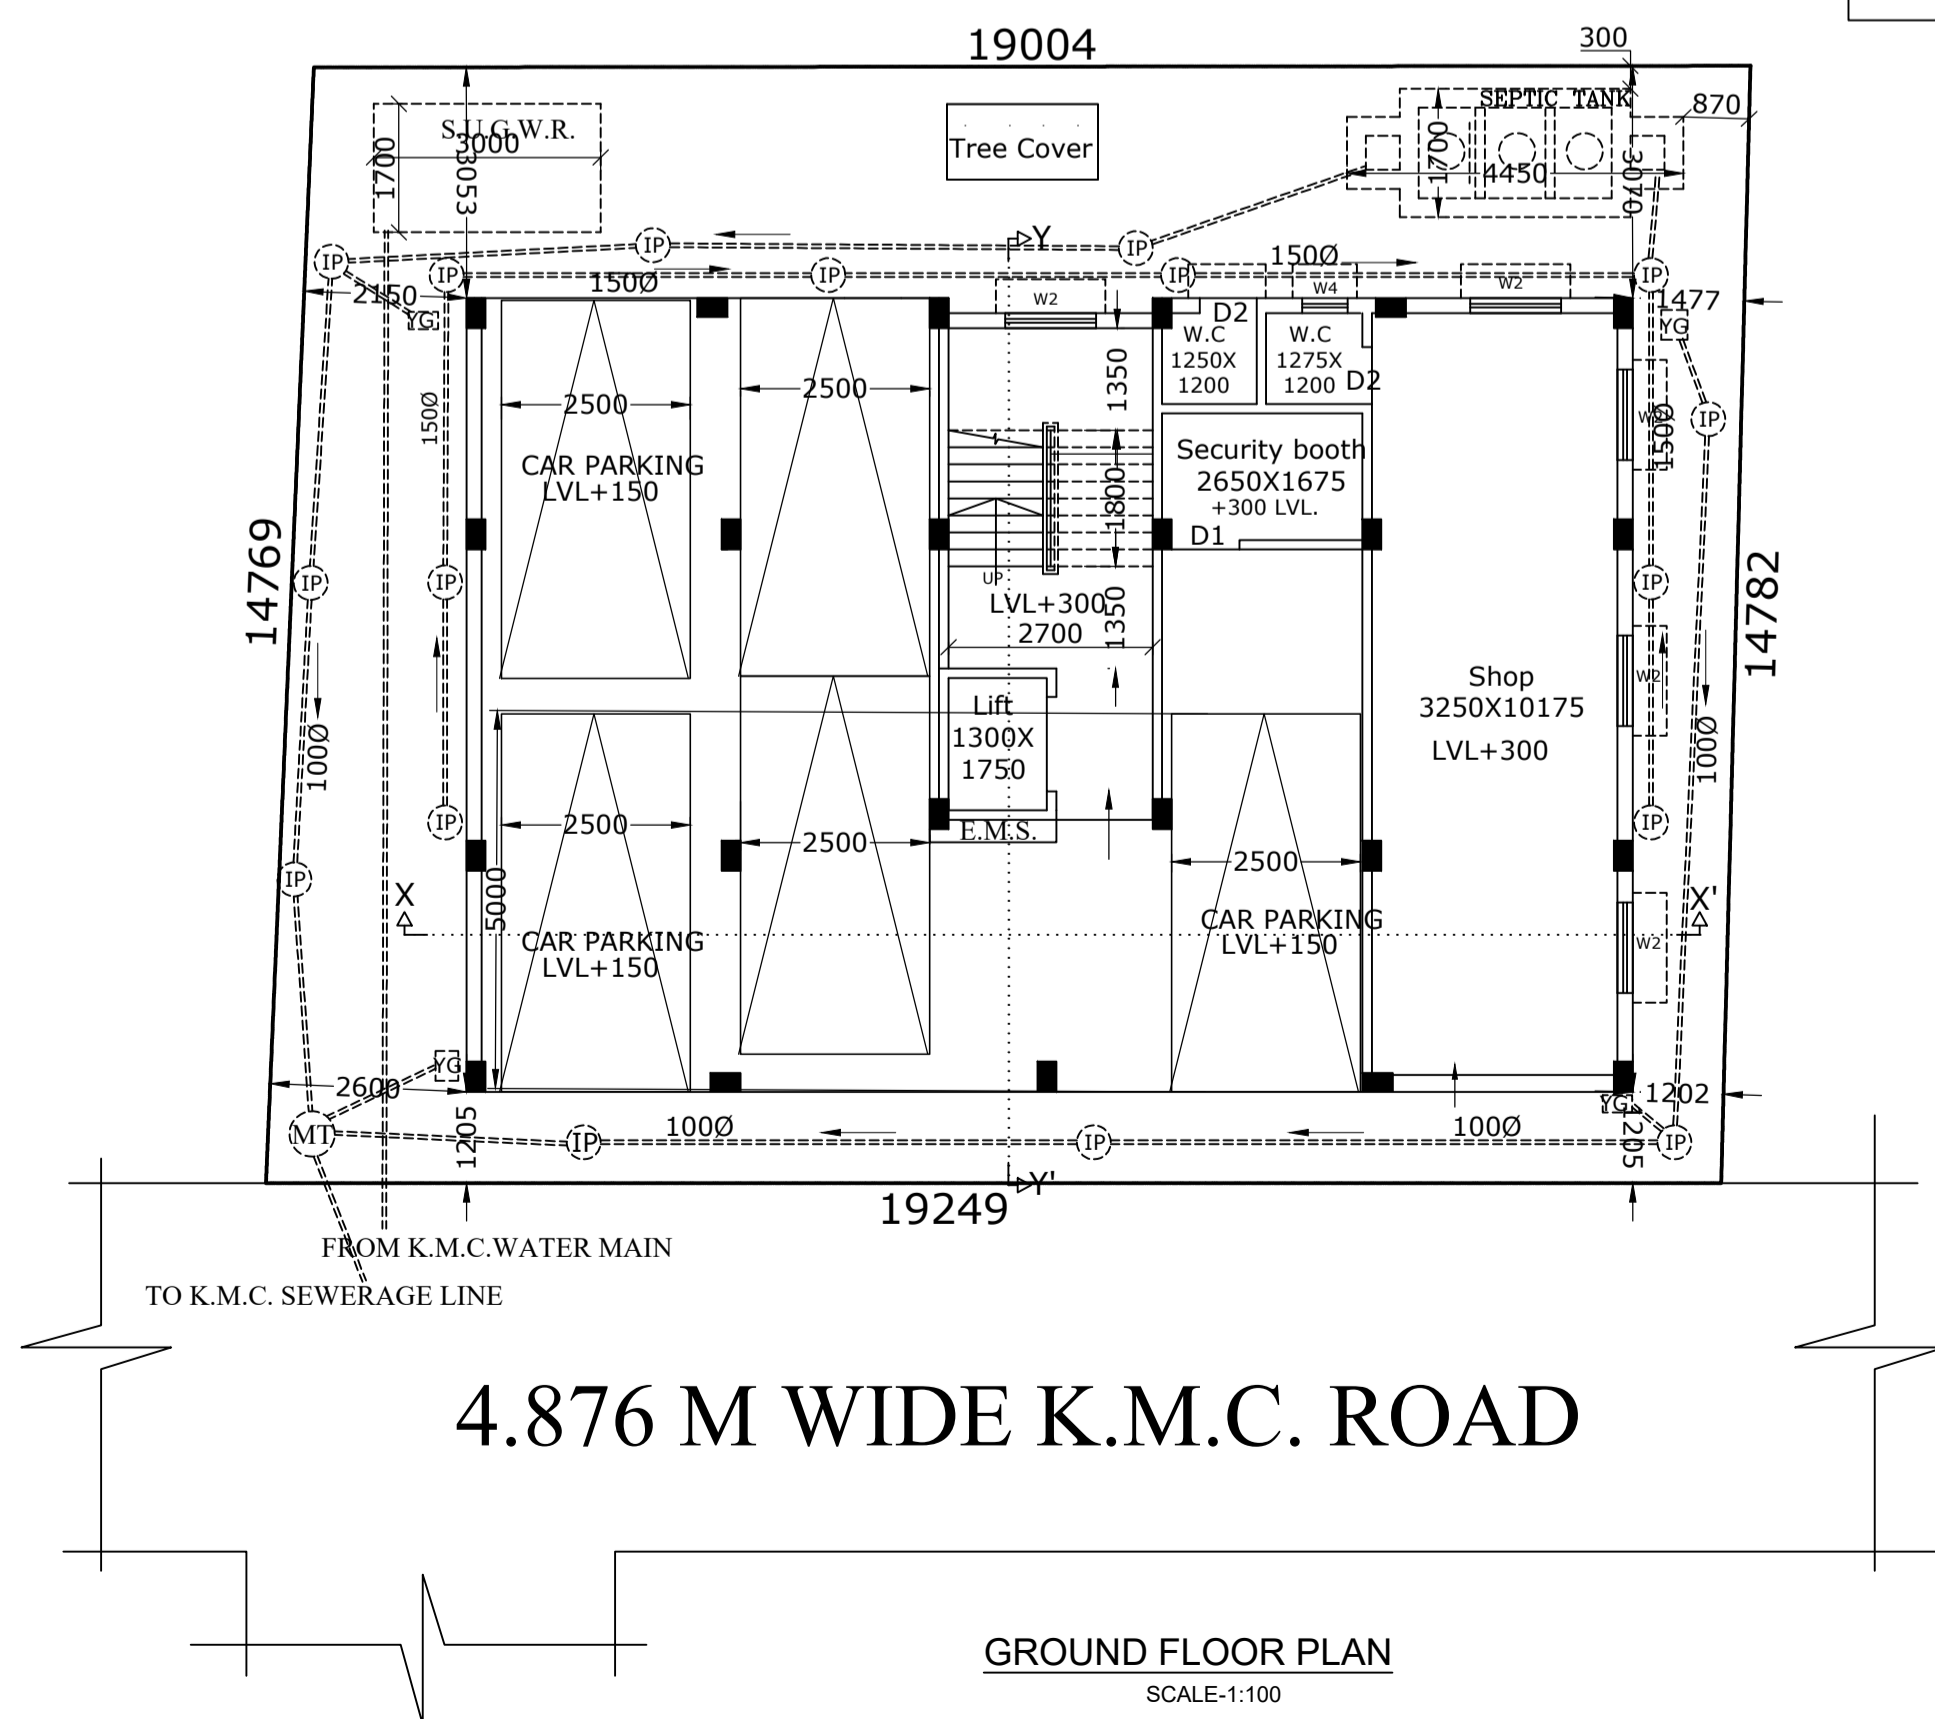 19004
300
SEPTIC TANK
870
S.U.G.W.R.
3000
1700
3053
Tree Cover
1700
4450
3070
Y
IP
IP
IP
IP
IP
IP
IP
IP
150Ø
150Ø
2150
YG
W2
W4
W2
1477
YG
D2
W.C
1250X
1200
W.C
1275X
1200
D2
1350
2500
2500
150Ø
IP
W2
150Ø
CAR PARKING
LVL+150
Security booth
2650X1675
+300 LVL.
D1
1800
14769
14782
IP
IP
UP
IP
LVL+300
2700
1350
Shop
3250X10175
LVL+300
W2
Lift
1300X
1750
100Ø
100Ø
IP
2500
2500
E.M.S.
2500
IP
IP
5000
X
X'
CAR PARKING
LVL+150
CAR PARKING
LVL+150
W2
YG
2600
1202
YG
MT
1205
IP
100Ø
IP
100Ø
1205
IP
Y'
19249
FROM K.M.C.WATER MAIN
TO K.M.C. SEWERAGE LINE
4.876 M WIDE K.M.C. ROAD
GROUND FLOOR PLAN
SCALE-1:100